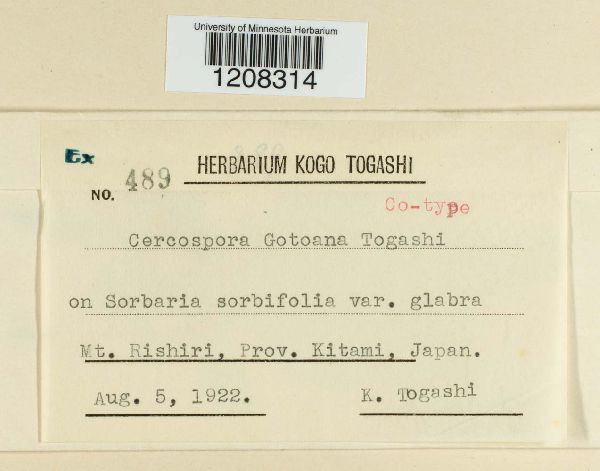 University of Minnesota Herbarium
1208314
Ex
HERBARIUM KOGO TOGASHI
NO. 489
Co-type
Cercospora Gotoana Togashi
on Sorbaria sorbifolia var. glabra
Mt. Rishiri, Prov. Kitami, Japan.
Aug. 5, 1922. K. Togashi